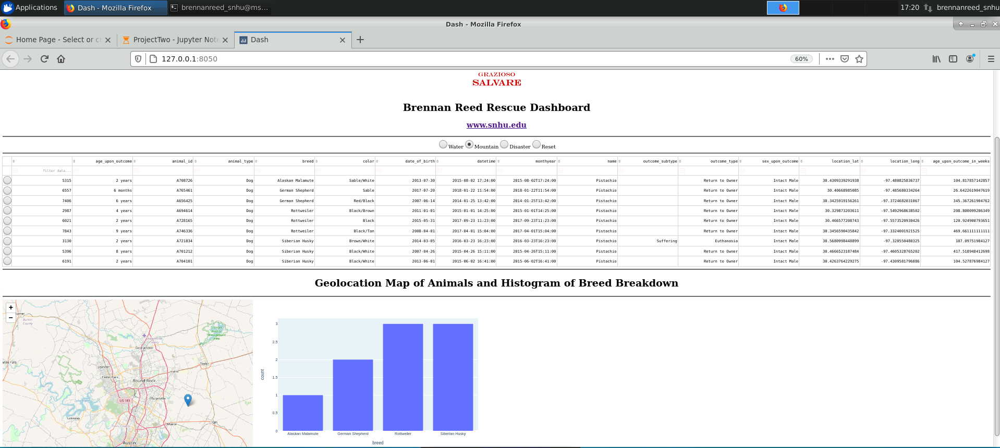 Applications Dash - Mozilla Firefox brennanreed_snhu@ms... 17:20 brennanreed_snhu
Dash - Mozilla Firefox
Home Page - Select or c ProjectTwo - Jupyter Note Dash
127.0.0.1:8050 60%
GRAZIOSO
SALVARE
Brennan Reed Rescue Dashboard
www.snhu.edu
Water Mountain Disaster Reset
age_upon_outcome animal_id animal_type breed color date_of_birth datetime monthyear name outcome_subtype outcome_type sex_upon_outcome location_lat location_long age_upon_outcome_in_weeks
filter data...
5315 2 years A708726 Dog Alaskan Malamute Sable/White 2013-07-30 2015-08-02 17:24:00 2015-08-02T17:24:00 Pistachio Return to Owner Intact Male 30.4309339291938 -97.480825836737 104.817857142857
6557 6 months A765461 Dog German Shepherd Sable 2017-07-20 2018-01-22 11:54:00 2018-01-22T11:54:00 Pistachio Return to Owner Intact Male 30.40668985085 -97.485680334264 26.6422619047619
7406 6 years A656425 Dog German Shepherd Red/Black 2007-06-14 2014-01-25 13:42:00 2014-01-25T13:42:00 Pistachio Return to Owner Intact Male 30.3425919156261 -97.3724682031067 345.367261904762
2987 4 years A694614 Dog Rottweiler Black/Brown 2011-01-01 2015-01-01 14:25:00 2015-01-01T14:25:00 Pistachio Return to Owner Intact Male 30.329873203611 -97.5492968638502 208.800099206349
6021 2 years A728165 Dog Rottweiler Black 2015-05-31 2017-09-23 11:23:00 2017-09-23T11:23:00 Pistachio Return to Owner Intact Male 30.466577208743 -97.5573520930426 120.924900793651
7843 9 years A746336 Dog Rottweiler Black/Tan 2008-04-01 2017-04-01 15:04:00 2017-04-01T15:04:00 Pistachio Return to Owner Intact Male 30.3456590435842 -97.3324001921525 469.661111111111
3130 2 years A721834 Dog Siberian Husky Brown/White 2014-03-05 2016-03-23 16:23:00 2016-03-23T16:23:00 Pistachio Suffering Euthanasia Intact Male 30.5680998448899 -97.320550480325 107.09751984127
5396 8 years A701212 Dog Siberian Husky Black/White 2007-04-26 2015-04-26 15:11:00 2015-04-26T15:11:00 Pistachio Return to Owner Intact Male 30.4666523187484 -97.4605328765202 417.518948412698
6191 2 years A704101 Dog Siberian Husky Black/White 2013-06-01 2015-06-02 16:41:00 2015-06-02T16:41:00 Pistachio Return to Owner Intact Male 30.4263764229275 -97.4309581796886 104.527876984127
Geolocation Map of Animals and Histogram of Breed Breakdown
+
−
Burnet County
Granger Wildlife Management Area
Williamson County
Georgetown
Marble Falls
Taylor
Leander
Hutto
Cedar Park
Round Rock
US 183
Pflugerville
Lake Travis
Lakeway
Elgin
Travis County
Manor
Austin
3
2.5
2
1.5
1
0.5
0
count
Alaskan Malamute German Shepherd Rottweiler Siberian Husky
breed